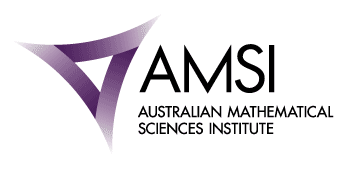 AMSI
AUSTRALIAN MATHEMATICAL
SCIENCES INSTITUTE